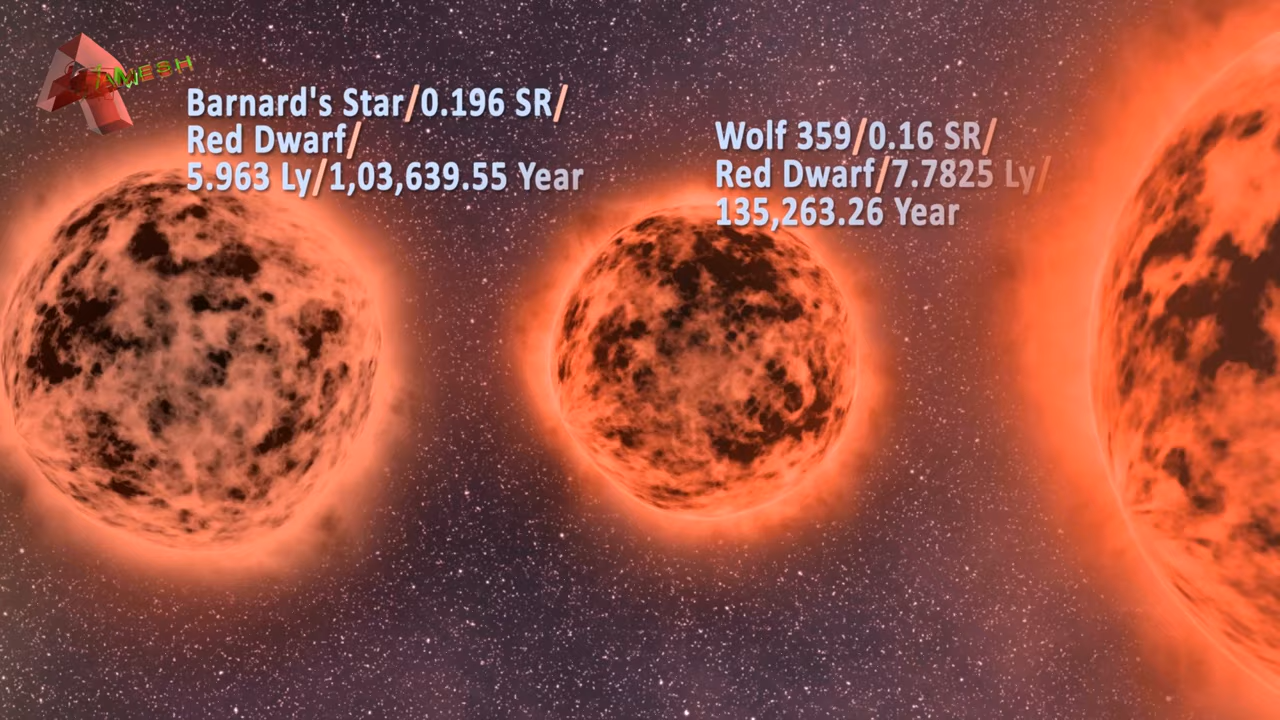 Barnard's Star/0.196 SR/
Red Dwarf/
5.963 Ly/1,03,639.55 Year
Wolf 359/0.16 SR/
Red Dwarf/7.7825 Ly/
135,263.26 Year